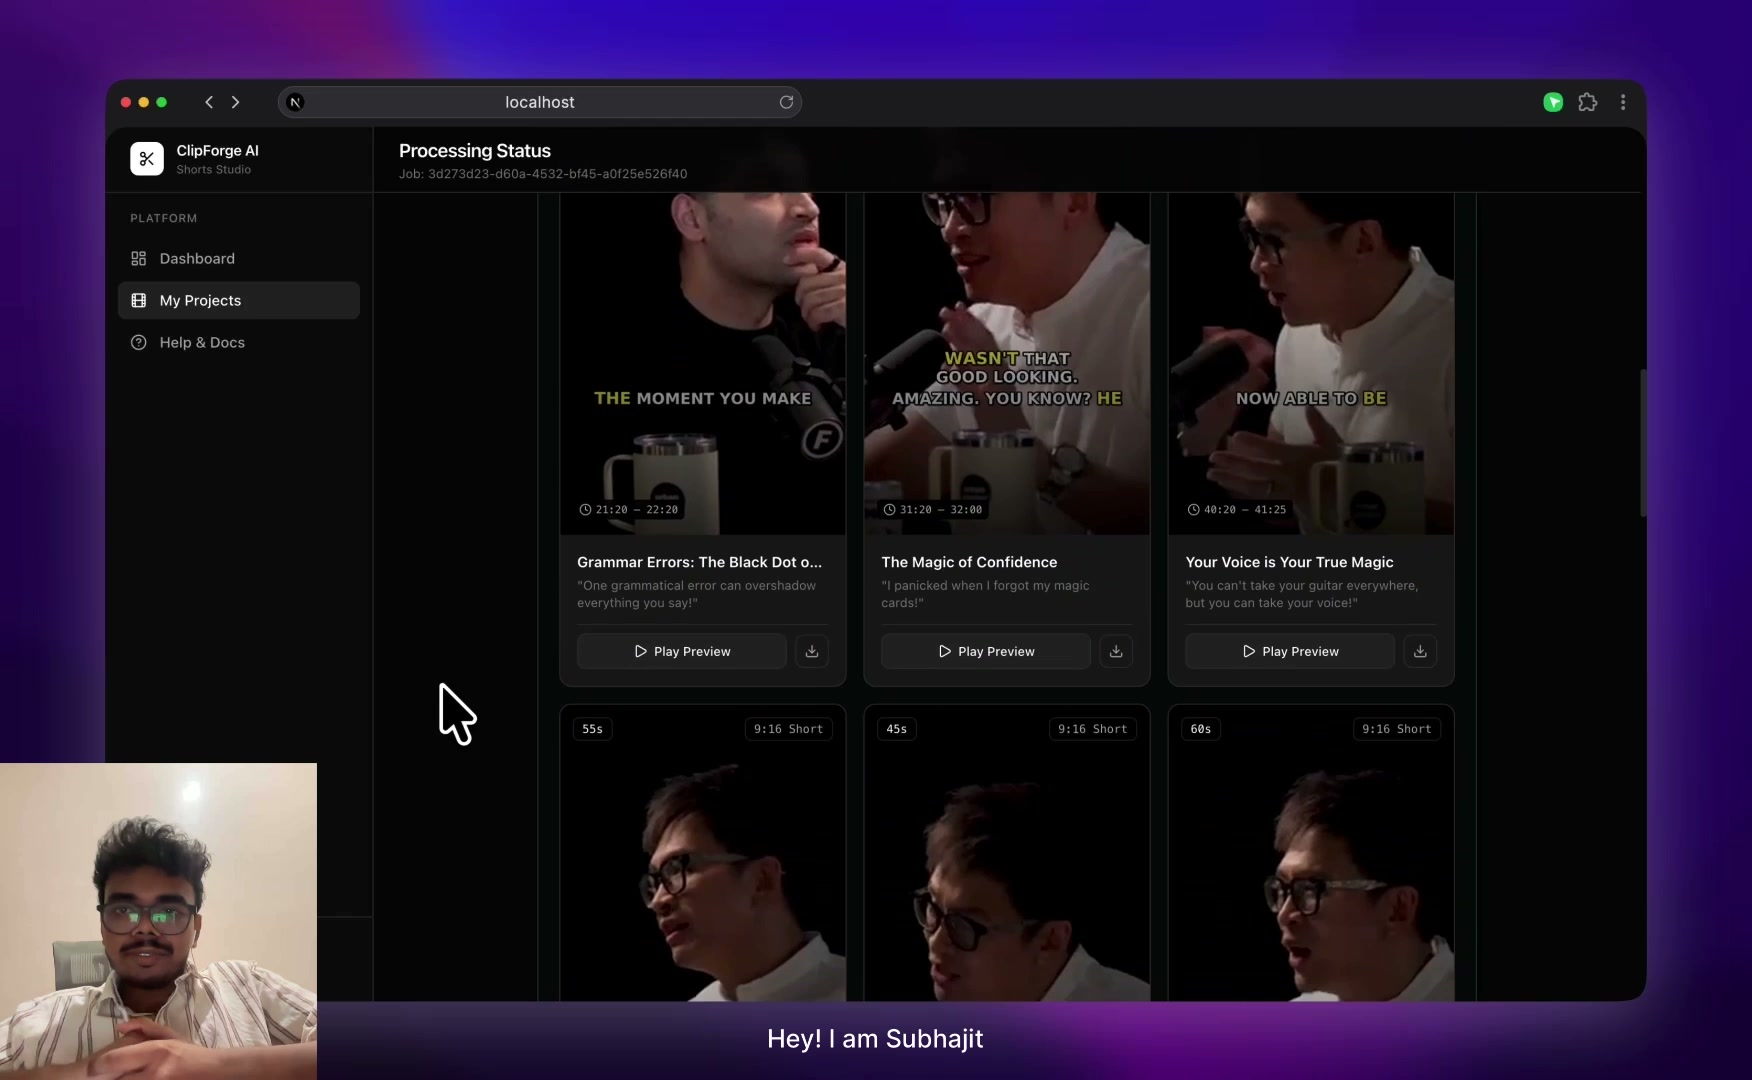 localhost
ClipForge AI
Shorts Studio
Processing Status
Job: 3d273d23-d60a-4532-bf45-a0f25e526f40
PLATFORM
Dashboard
My Projects
Help & Docs
THE MOMENT YOU MAKE
F
21:20 – 22:20
WASN'T THAT
GOOD LOOKING.
AMAZING. YOU KNOW? HE
31:20 – 32:00
NOW ABLE TO BE
40:20 – 41:25
Grammar Errors: The Black Dot o...
"One grammatical error can overshadow
everything you say!"
Play Preview
The Magic of Confidence
"I panicked when I forgot my magic
cards!"
Play Preview
Your Voice is Your True Magic
"You can't take your guitar everywhere,
but you can take your voice!"
Play Preview
55s
9:16 Short
45s
9:16 Short
60s
9:16 Short
Hey! I am Subhajit